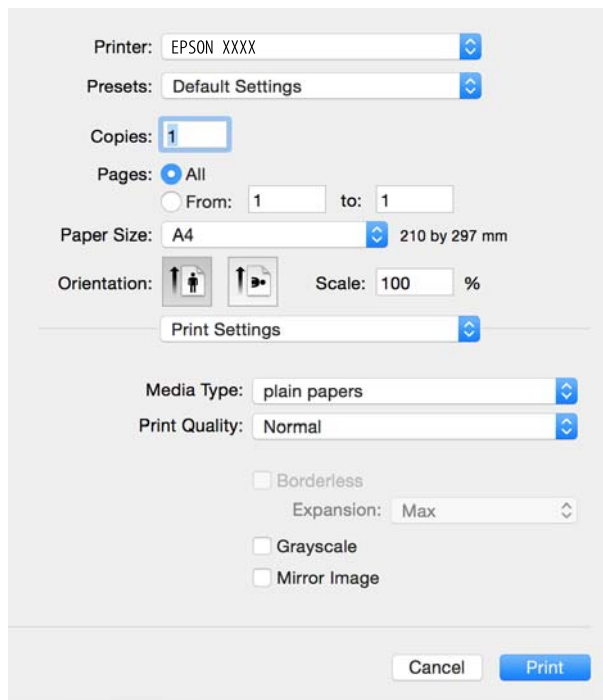 Printer: EPSON XXXX
Presets: Default Settings
Copies: 1
Pages: All
From: 1 to: 1
Paper Size: A4 210 by 297 mm
Orientation: Scale: 100 %
Print Settings
Media Type: plain papers
Print Quality: Normal
Borderless
Expansion: Max
Grayscale
Mirror Image
Cancel Print